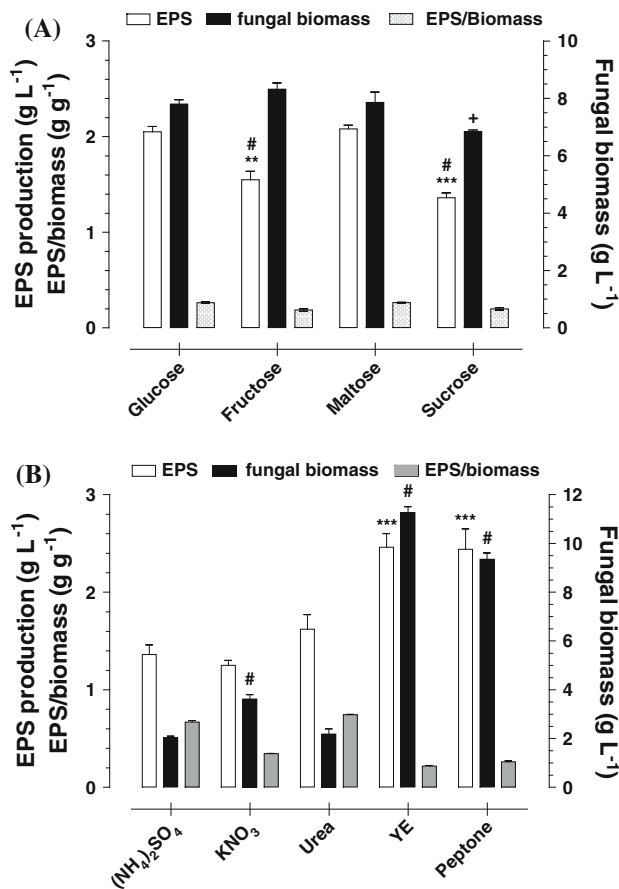 (A)
EPS fungal biomass EPS/Biomass
EPS production (g L⁻¹)
EPS/biomass (g g⁻¹)
3
2
1
0
#
**
#
***
+
10
8
6
4
2
0
Fungal biomass (g L⁻¹)
Glucose
Fructose
Maltose
Sucrose
(B)
EPS fungal biomass EPS/biomass
EPS production (g L⁻¹)
EPS/biomass (g g⁻¹)
3
2
1
0
#
***
#
***
#
12
10
8
6
4
2
0
Fungal biomass (g L⁻¹)
(NH₄)₂SO₄
KNO₃
Urea
YE
Peptone